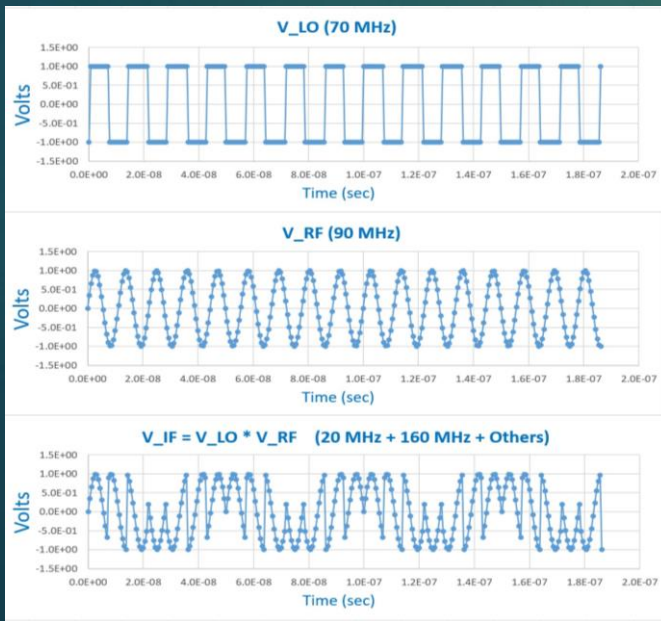 V_LO (70 MHz)
Volts
1.5E+00
1.0E+00
5.0E-01
0.0E+00
-5.0E-01
-1.0E+00
-1.5E+00
0.0E+00 2.0E-08 4.0E-08 6.0E-08 8.0E-08 1.0E-07 1.2E-07 1.4E-07 1.6E-07 1.8E-07 2.0E-07
Time (sec)
V_RF (90 MHz)
Volts
1.5E+00
1.0E+00
5.0E-01
0.0E+00
-5.0E-01
-1.0E+00
-1.5E+00
0.0E+00 2.0E-08 4.0E-08 6.0E-08 8.0E-08 1.0E-07 1.2E-07 1.4E-07 1.6E-07 1.8E-07 2.0E-07
Time (sec)
V_IF = V_LO * V_RF (20 MHz + 160 MHz + Others)
Volts
1.5E+00
1.0E+00
5.0E-01
0.0E+00
-5.0E-01
-1.0E+00
-1.5E+00
0.0E+00 2.0E-08 4.0E-08 6.0E-08 8.0E-08 1.0E-07 1.2E-07 1.4E-07 1.6E-07 1.8E-07 2.0E-07
Time (sec)